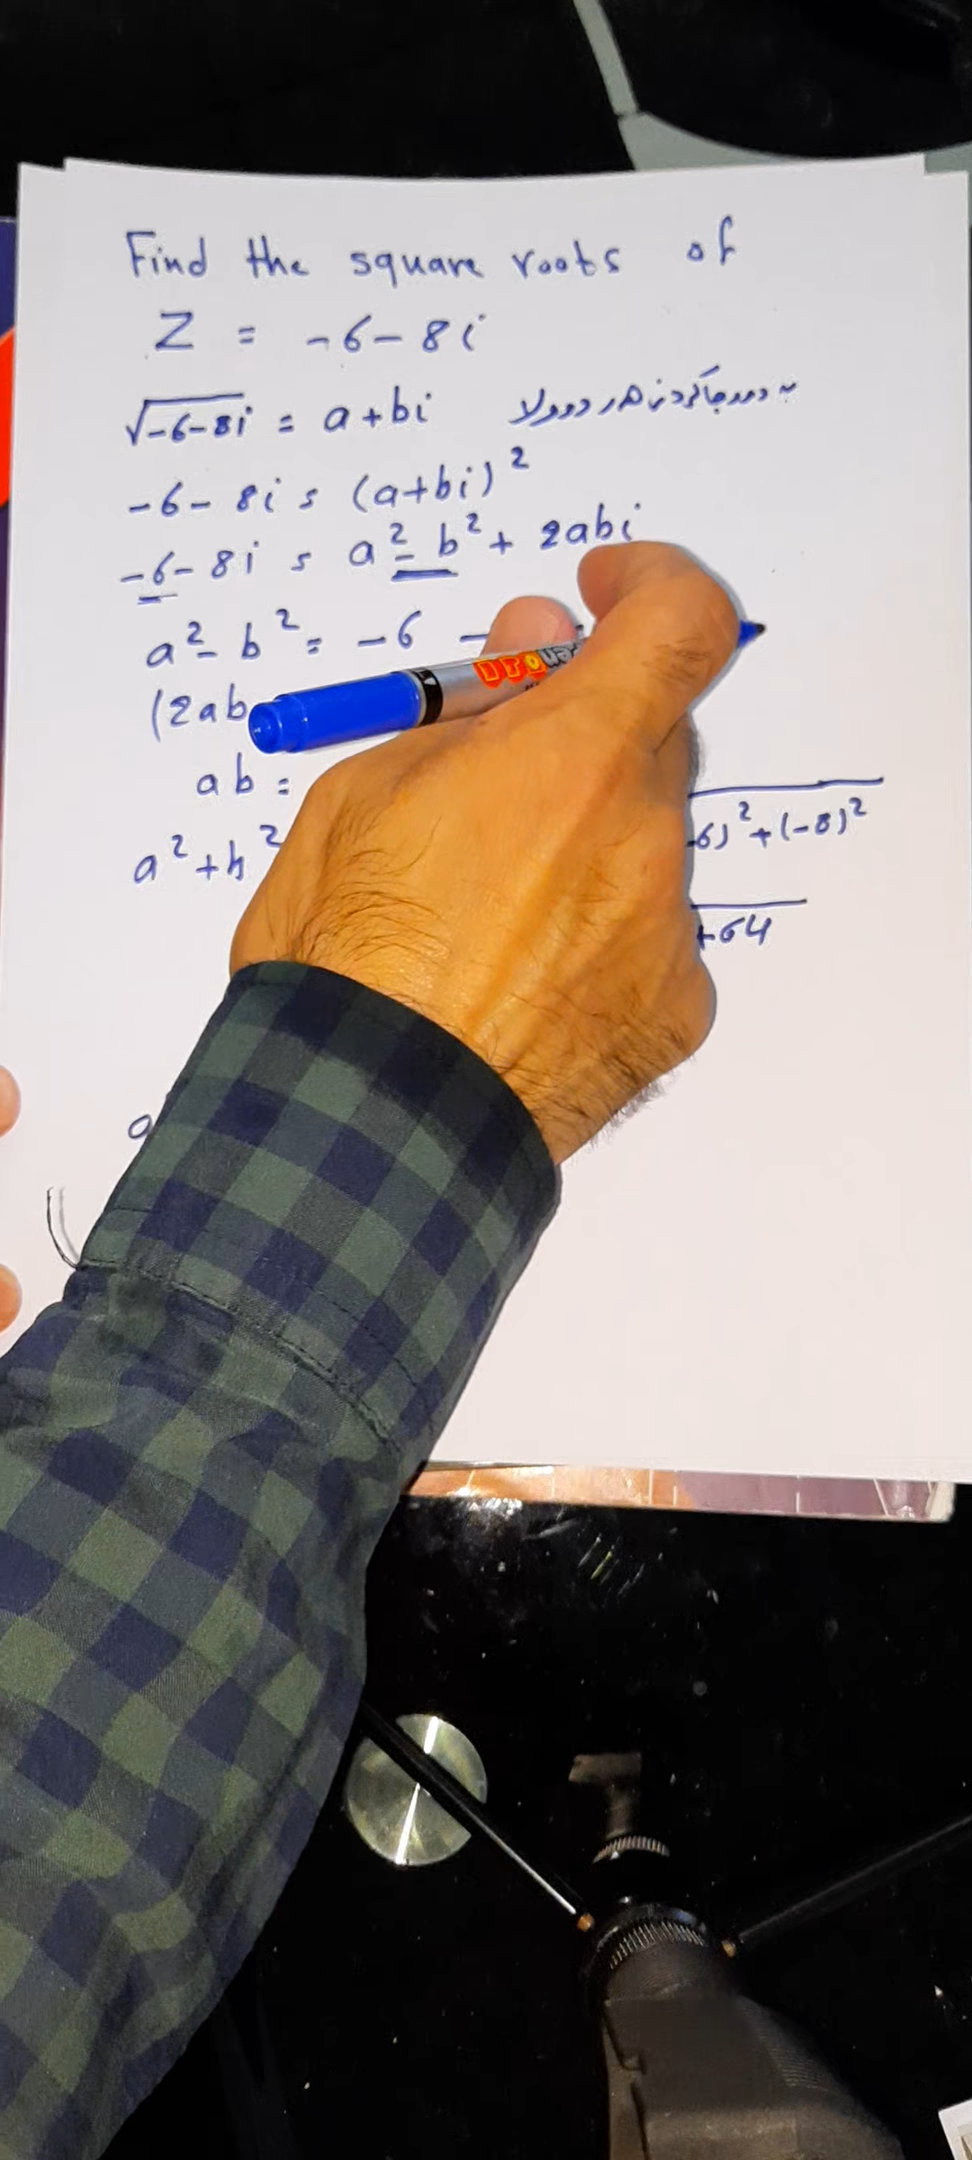 Find the square roots of
Z = -6-8i
√-6-8i = a+bi
-6-8i = (a+bi)²
-6-8i = a²-b²+2abi
a²-b² = -6
(2ab
ab =
a²+b²
6)²+(-8)²
+64